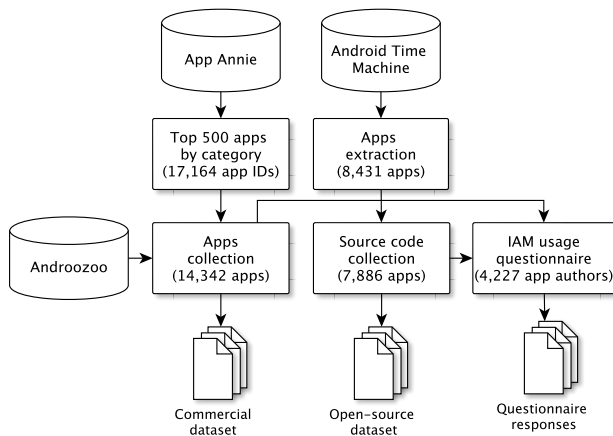 App Annie
Android Time
Machine
Top 500 apps
by category
(17,164 app IDs)
Apps
extraction
(8,431 apps)
Androozoo
Apps
collection
(14,342 apps)
Source code
collection
(7,886 apps)
IAM usage
questionnaire
(4,227 app authors)
Commercial
dataset
Open-source
dataset
Questionnaire
responses